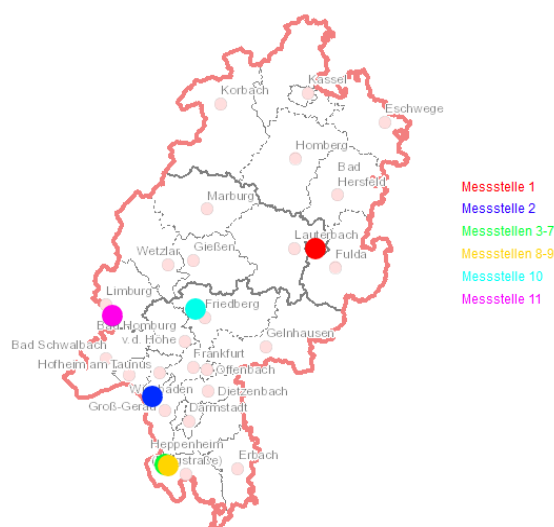 Kassel
Korbach
Eschwege
Homberg
Bad
Hersfeld
Marburg
Lauterbach
Gießen
Wetzlar
Fulda
Limburg
Friedberg
Bad Homburg
v.d. Höhe
Gelnhausen
Bad Schwalbach
Hofheim am Taunus
Frankfurt
Offenbach
Wiesbaden
Dietzenbach
Groß-Gerau
Darmstadt
Heppenheim
(Bergstraße)
Erbach
Messstelle 1
Messstelle 2
Messstellen 3-7
Messstellen 8-9
Messstelle 10
Messstelle 11